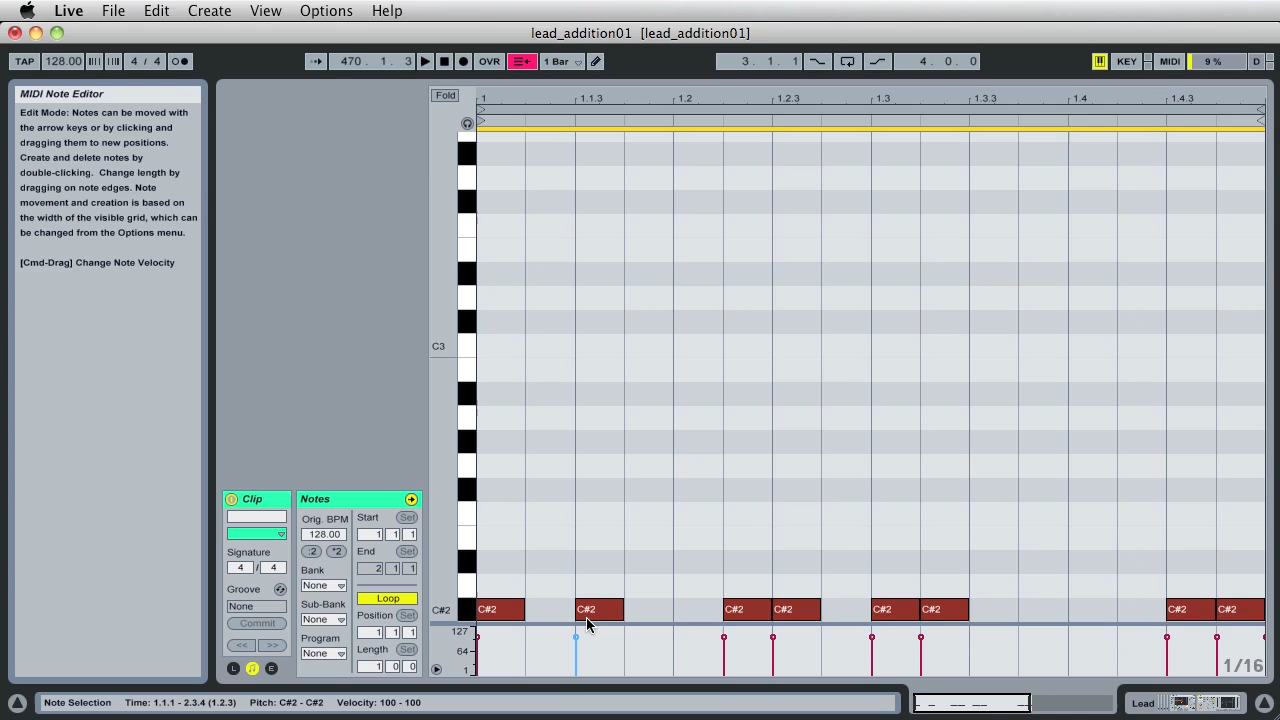 Live File Edit Create View Options Help
lead_addition01 [lead_addition01]
TAP 128.00 4 / 4 470 . 1 . 3 OVR 1 Bar 3 . 1 . 1 4 . 0 . 0 KEY MIDI 9 % D
MIDI Note Editor
Edit Mode: Notes can be moved with
the arrow keys or by clicking and
dragging them to new positions.
Create and delete notes by
double-clicking. Change length by
dragging on note edges. Note
movement and creation is based on
the width of the visible grid, which can
be changed from the Options menu.
[Cmd-Drag] Change Note Velocity
Fold 1 1.1.3 1.2 1.2.3 1.3 1.3.3 1.4 1.4.3
C3
C#2 C#2 C#2 C#2 C#2 C#2 C#2 C#2 C#2
127
64
1
1/16
Clip
Signature
4 / 4
Groove
None
Commit
<< >>
L E
Notes
Orig. BPM
128.00
:2 *2
Bank
None
Sub-Bank
None
Program
None
Start Set
1 1 1
End Set
2 1 1
Loop
Position Set
1 1 1
Length Set
1 0 0
Note Selection Time: 1.1.1 - 2.3.4 (1.2.3) Pitch: C#2 - C#2 Velocity: 100 - 100
Lead